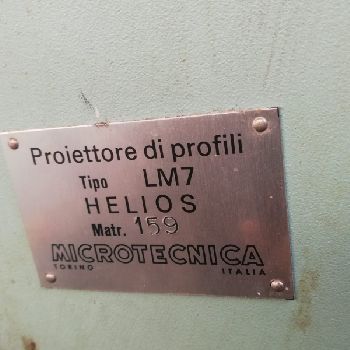 Proiettore di profili
Tipo LM7
HELIOS
Matr. 159
MICROTECNICA
TORINO ITALIA